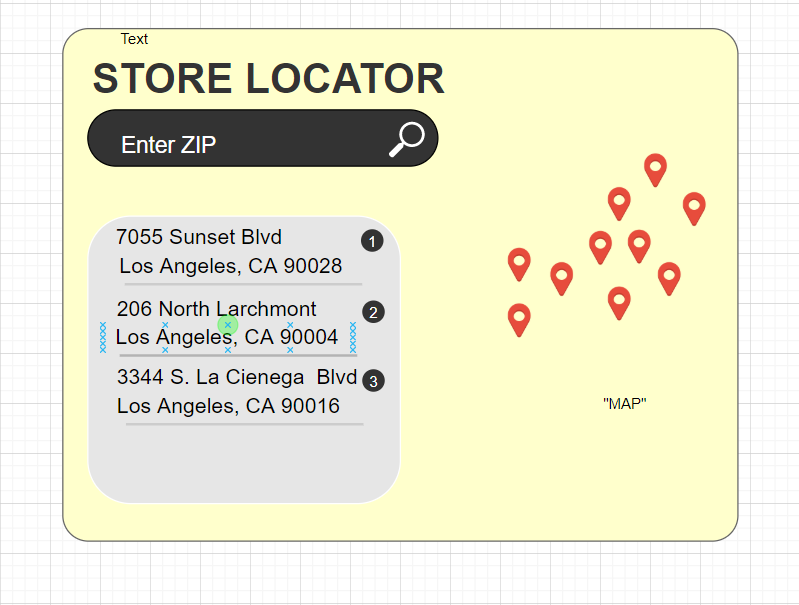 Text
STORE LOCATOR
Enter ZIP
7055 Sunset Blvd
1
Los Angeles, CA 90028
206 North Larchmont
2
Los Angeles, CA 90004
3344 S. La Cienega  Blvd
3
Los Angeles, CA 90016
"MAP"